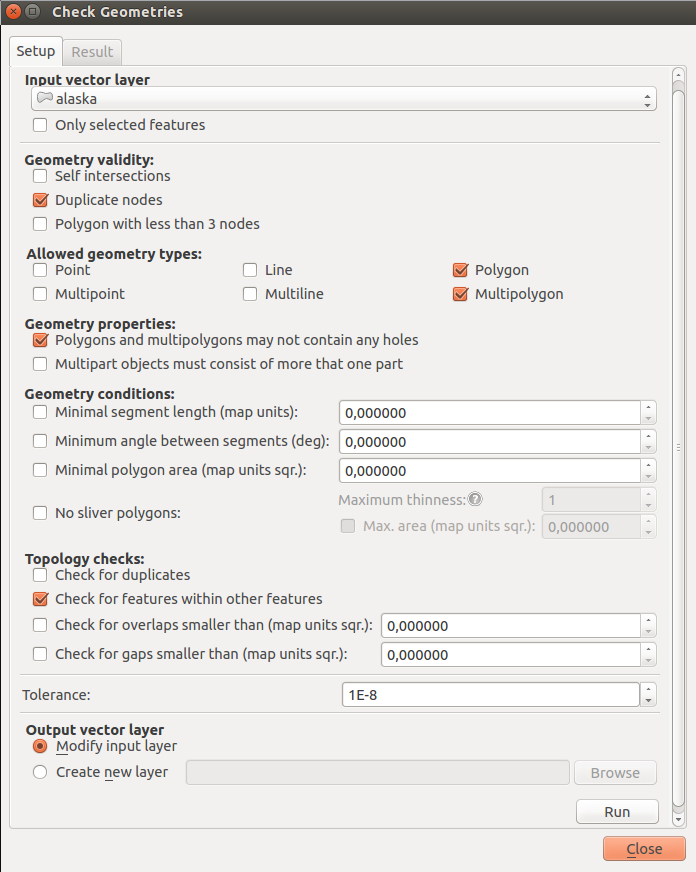 Check Geometries
Setup Result
Input vector layer
alaska
Only selected features
Geometry validity:
Self intersections
Duplicate nodes
Polygon with less than 3 nodes
Allowed geometry types:
Point Line Polygon
Multipoint Multiline Multipolygon
Geometry properties:
Polygons and multipolygons may not contain any holes
Multipart objects must consist of more that one part
Geometry conditions:
Minimal segment length (map units): 0,000000
Minimum angle between segments (deg): 0,000000
Minimal polygon area (map units sqr.): 0,000000
Maximum thinness: ? 1
No sliver polygons:
Max. area (map units sqr.): 0,000000
Topology checks:
Check for duplicates
Check for features within other features
Check for overlaps smaller than (map units sqr.): 0,000000
Check for gaps smaller than (map units sqr.): 0,000000
Tolerance: 1E-8
Output vector layer
Modify input layer
Create new layer Browse
Run
Close